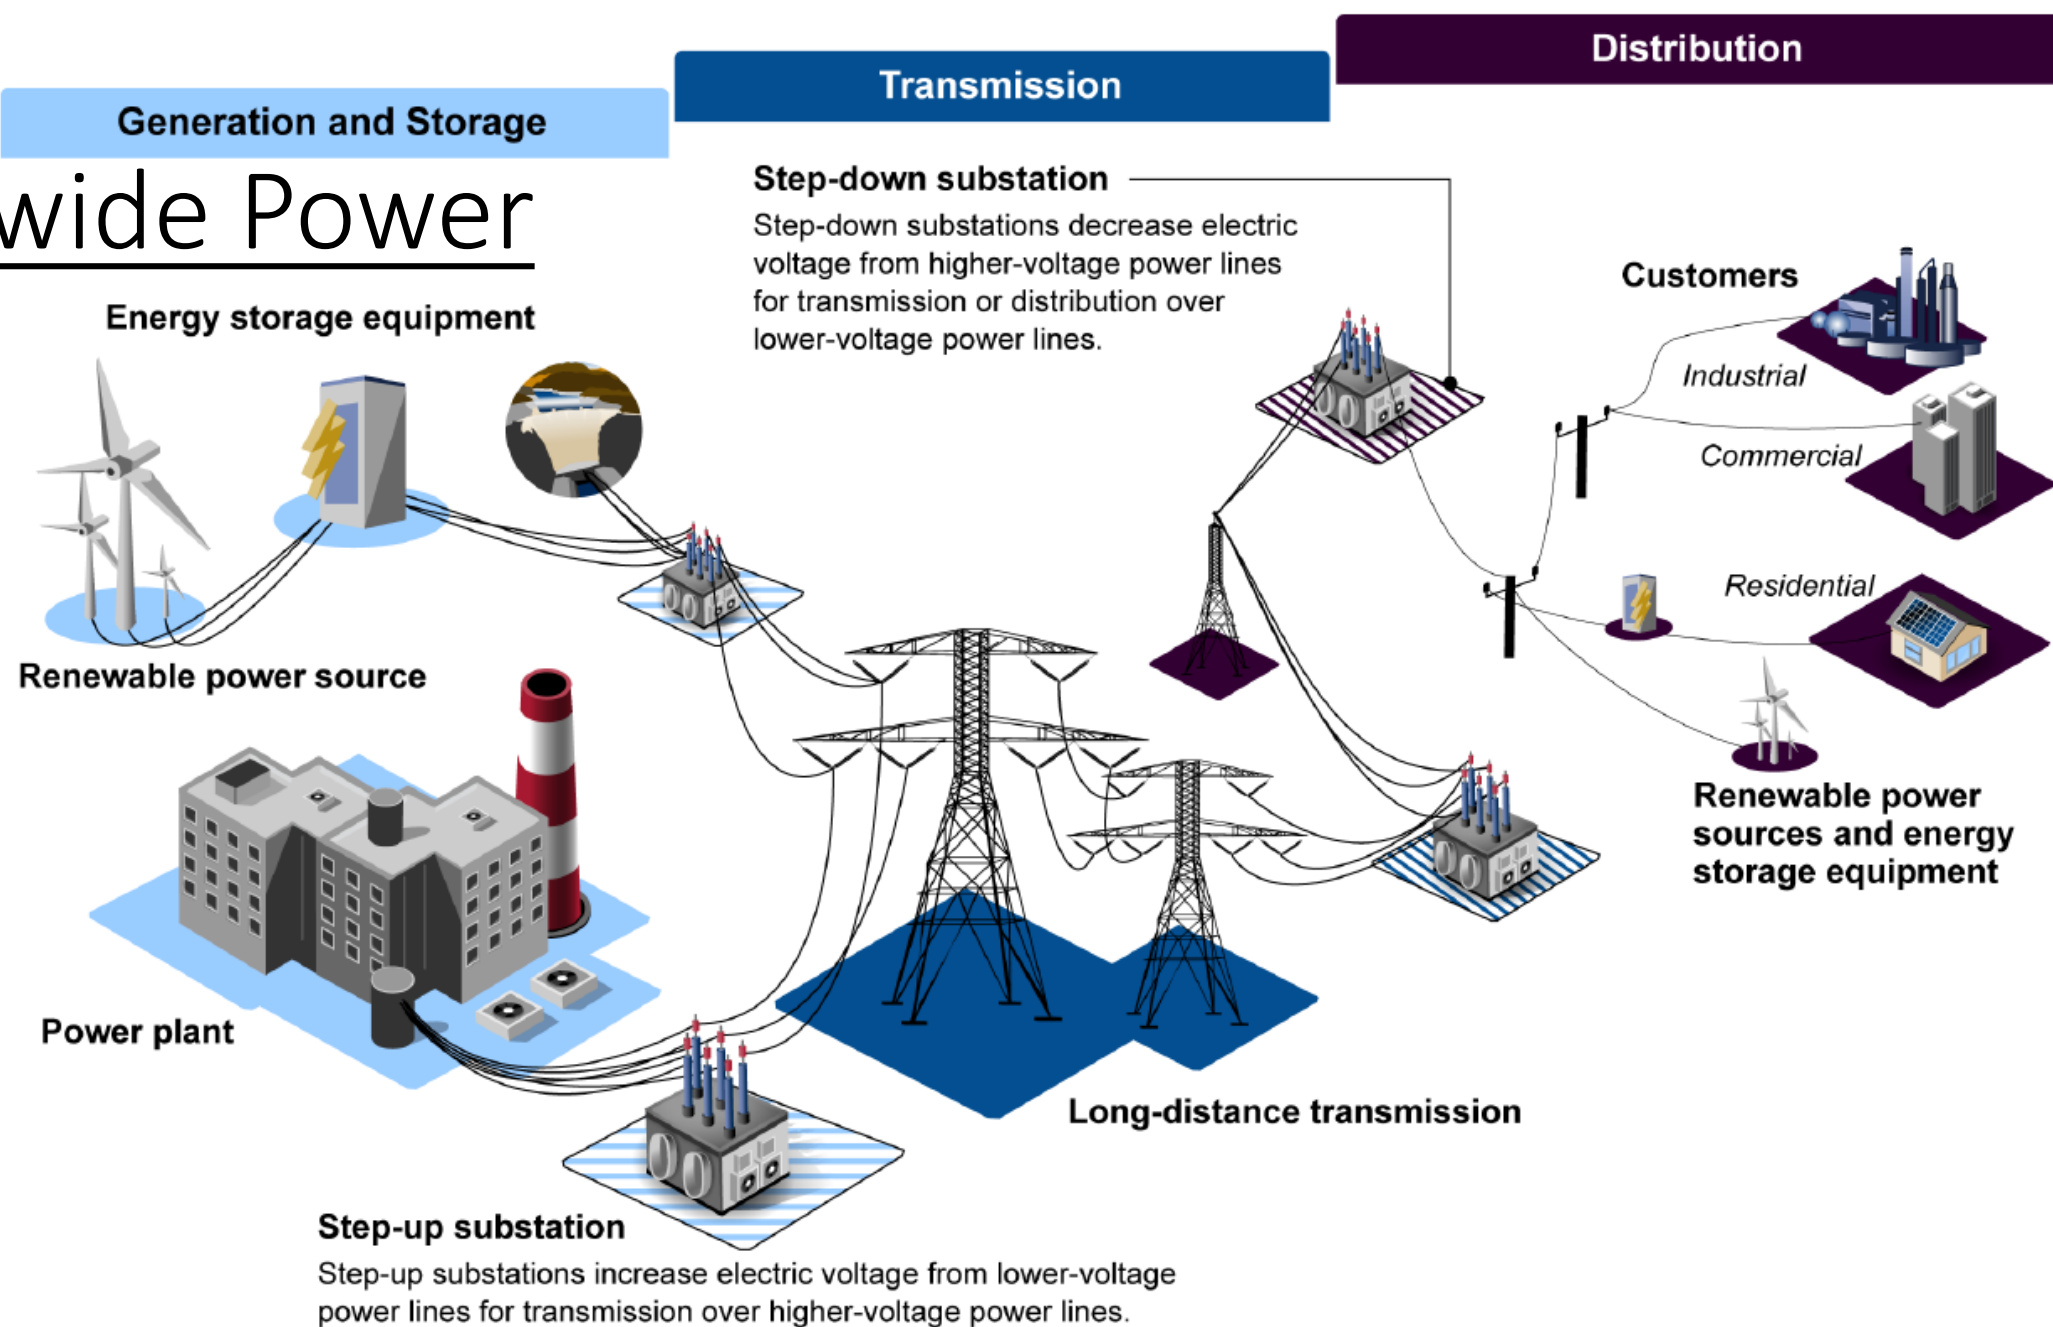 Distribution
Transmission
Generation and Storage
wide Power
Step-down substation
Step-down substations decrease electric
voltage from higher-voltage power lines
for transmission or distribution over
lower-voltage power lines.
Customers
Energy storage equipment
Industrial
Commercial
Residential
Renewable power source
Renewable power
sources and energy
storage equipment
Power plant
Long-distance transmission
Step-up substation
Step-up substations increase electric voltage from lower-voltage
power lines for transmission over higher-voltage power lines.